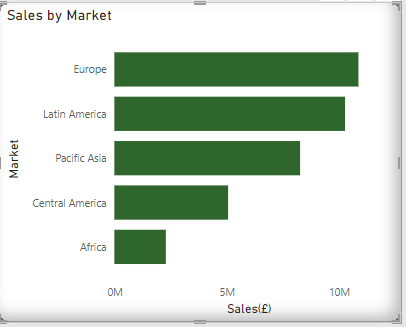 Sales by Market
Europe
Latin America
Pacific Asia
Central America
Africa
Market
0M 5M 10M
Sales(£)